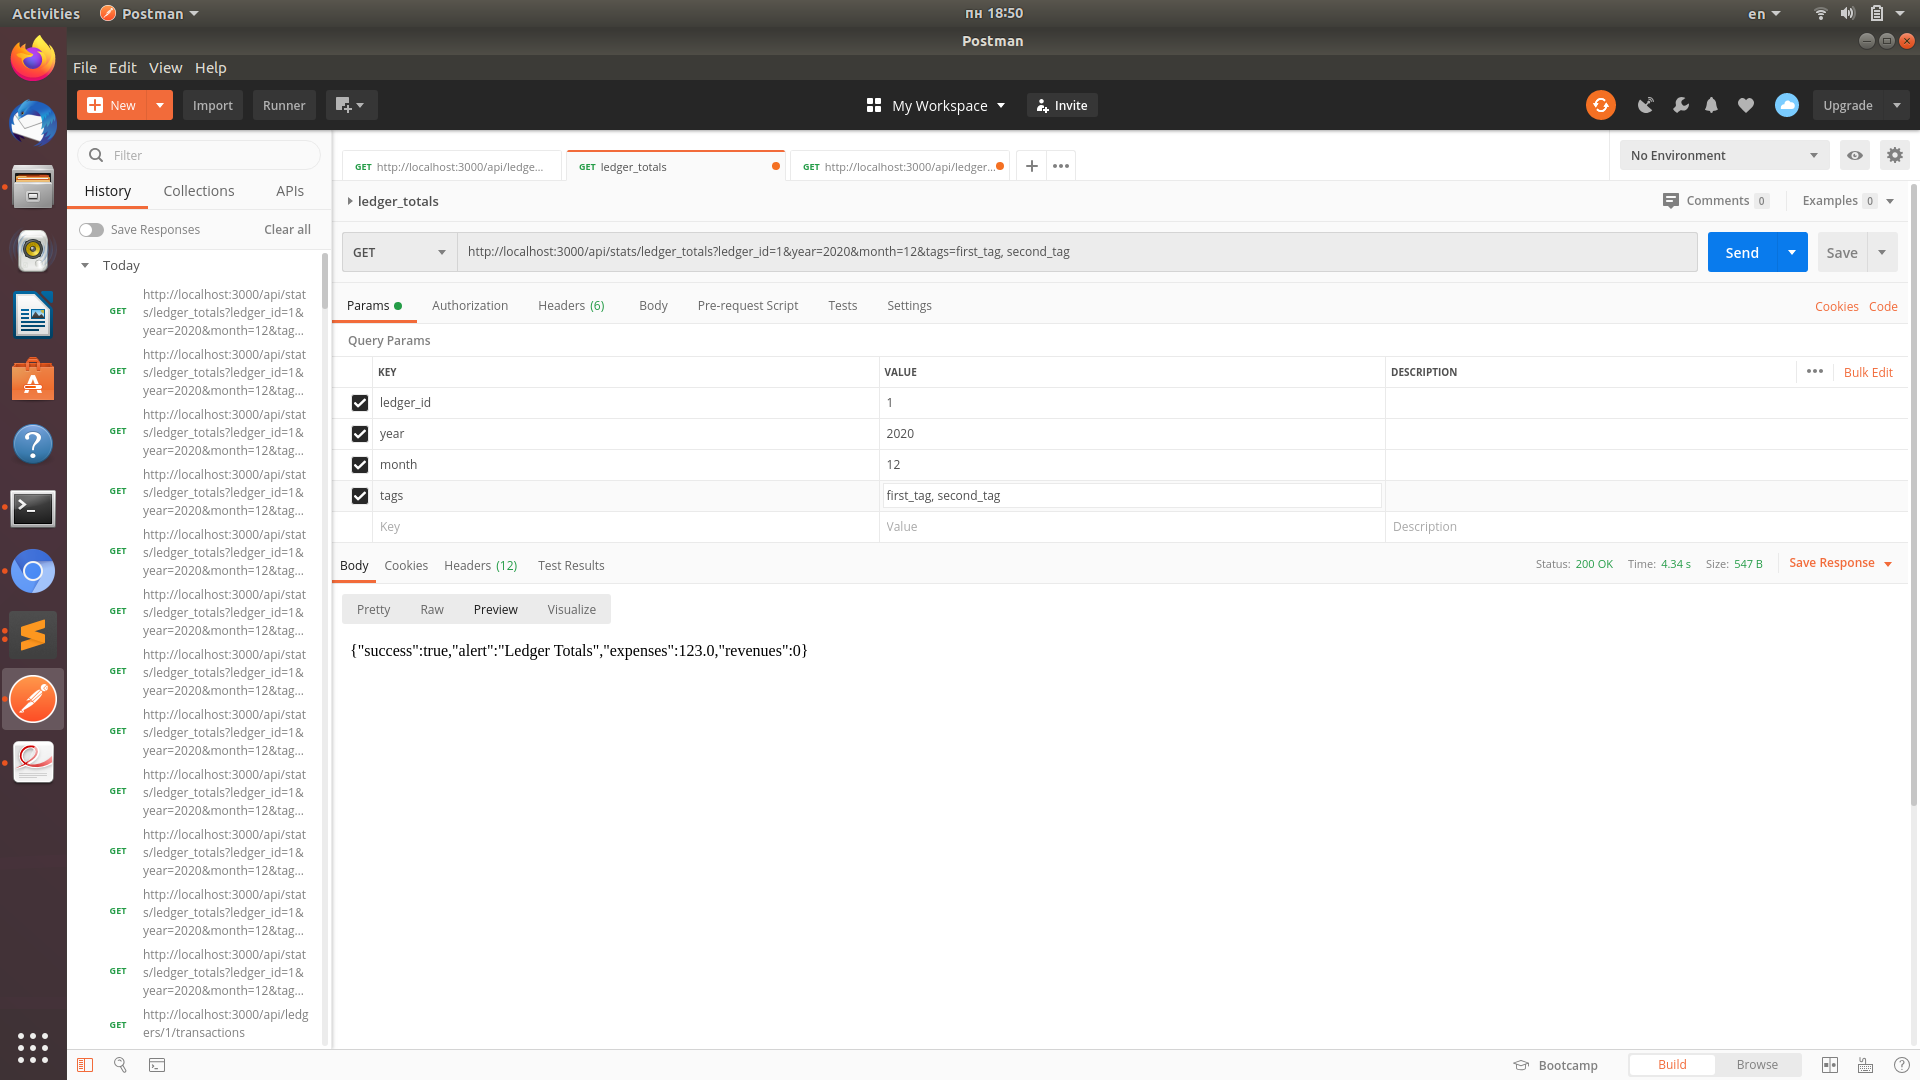 Activities
Postman
пн 18:50
en
Postman
File Edit View Help
New
Import
Runner
My Workspace
Invite
Upgrade
Filter
History
Collections
APIs
Save Responses
Clear all
Today
GET
http://localhost:3000/api/stat
s/ledger_totals?ledger_id=1&
year=2020&month=12&tag...
GET
http://localhost:3000/api/stat
s/ledger_totals?ledger_id=1&
year=2020&month=12&tag...
GET
http://localhost:3000/api/stat
s/ledger_totals?ledger_id=1&
year=2020&month=12&tag...
GET
http://localhost:3000/api/stat
s/ledger_totals?ledger_id=1&
year=2020&month=12&tag...
GET
http://localhost:3000/api/stat
s/ledger_totals?ledger_id=1&
year=2020&month=12&tag...
GET
http://localhost:3000/api/stat
s/ledger_totals?ledger_id=1&
year=2020&month=12&tag...
GET
http://localhost:3000/api/stat
s/ledger_totals?ledger_id=1&
year=2020&month=12&tag...
GET
http://localhost:3000/api/stat
s/ledger_totals?ledger_id=1&
year=2020&month=12&tag...
GET
http://localhost:3000/api/stat
s/ledger_totals?ledger_id=1&
year=2020&month=12&tag...
GET
http://localhost:3000/api/stat
s/ledger_totals?ledger_id=1&
year=2020&month=12&tag...
GET
http://localhost:3000/api/stat
s/ledger_totals?ledger_id=1&
year=2020&month=12&tag...
GET
http://localhost:3000/api/stat
s/ledger_totals?ledger_id=1&
year=2020&month=12&tag...
GET
http://localhost:3000/api/ledg
ers/1/transactions
GET http://localhost:3000/api/ledge...
GET ledger_totals
GET http://localhost:3000/api/ledger...
No Environment
ledger_totals
Comments 0
Examples 0
GET
http://localhost:3000/api/stats/ledger_totals?ledger_id=1&year=2020&month=12&tags=first_tag, second_tag
Send
Save
Params
Authorization
Headers (6)
Body
Pre-request Script
Tests
Settings
Cookies
Code
Query Params
KEY VALUE DESCRIPTION
Bulk Edit
ledger_id 1
year 2020
month 12
tags first_tag, second_tag
Key Value Description
Body
Cookies
Headers (12)
Test Results
Status: 200 OK
Time: 4.34 s
Size: 547 B
Save Response
Pretty
Raw
Preview
Visualize
{"success":true,"alert":"Ledger Totals","expenses":123.0,"revenues":0}
Bootcamp
Build
Browse